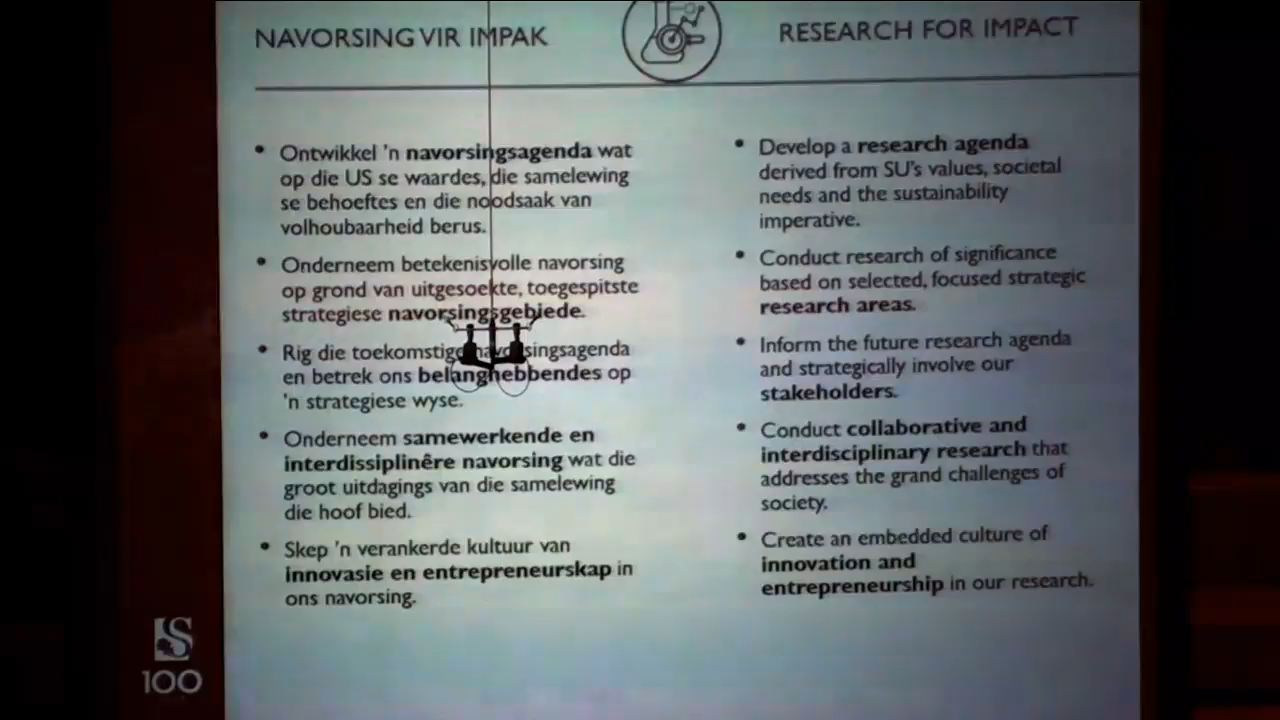 NAVORSING VIR IMPAK
• Ontwikkel 'n navorsingsagenda wat
op die US se waardes, die samelewing
se behoeftes en die noodsaak van
volhoubaarheid berus.
• Onderneem betekenisvolle navorsing
op grond van uitgesoekte, toegespitste
strategiese navorsingsgebiede.
• Rig die toekomstige navorsingsagenda
en betrek ons belanghebbendes op
'n strategiese wyse.
• Onderneem samewerkende en
interdissiplinêre navorsing wat die
groot uitdagings van die samelewing
die hoof bied.
• Skep 'n verankerde kultuur van
innovasie en entrepreneurskap in
ons navorsing.
RESEARCH FOR IMPACT
• Develop a research agenda
derived from SU's values, societal
needs and the sustainability
imperative.
• Conduct research of significance
based on selected, focused strategic
research areas.
• Inform the future research agenda
and strategically involve our
stakeholders.
• Conduct collaborative and
interdisciplinary research that
addresses the grand challenges of
society.
• Create an embedded culture of
innovation and
entrepreneurship in our research.
S
100